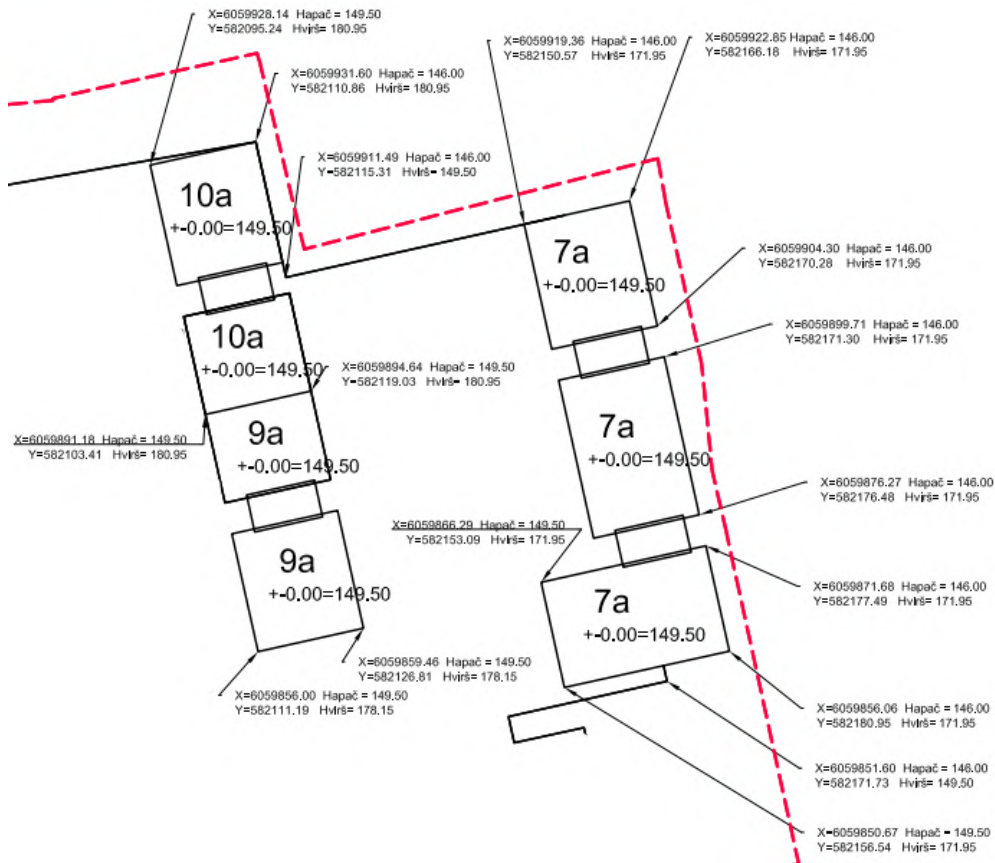 X=6059928.14 Hapač = 149.50
Y=582095.24 Hvirš= 180.95
X=6059919.36 Hapač = 146.00
Y=582150.57 Hvirš= 171.95
X=6059922.85 Hapač = 146.00
Y=582166.18 Hvirš= 171.95
X=6059931.60 Hapač = 146.00
Y=582110.86 Hvirš= 180.95
X=6059911.49 Hapač = 146.00
Y=582115.31 Hvirš= 149.50
10a
+-0.00=149.50
7a
+-0.00=149.50
X=6059904.30 Hapač = 146.00
Y=582170.28 Hvirš= 171.95
X=6059899.71 Hapač = 146.00
Y=582171.30 Hvirš= 171.95
10a
+-0.00=149.50
X=6059894.64 Hapač = 149.50
Y=582119.03 Hvirš= 180.95
X=6059891.18 Hapač = 149.50
Y=582103.41 Hvirš= 180.95
9a
+-0.00=149.50
7a
+-0.00=149.50
X=6059876.27 Hapač = 146.00
Y=582176.48 Hvirš= 171.95
X=6059866.29 Hapač = 149.50
Y=582153.09 Hvirš= 171.95
9a
+-0.00=149.50
7a
+-0.00=149.50
X=6059871.68 Hapač = 146.00
Y=582177.49 Hvirš= 171.95
X=6059859.46 Hapač = 149.50
Y=582126.81 Hvirš= 178.15
X=6059856.00 Hapač = 149.50
Y=582111.19 Hvirš= 178.15
X=6059856.06 Hapač = 146.00
Y=582180.95 Hvirš= 171.95
X=6059851.60 Hapač = 146.00
Y=582171.73 Hvirš= 149.50
X=6059850.67 Hapač = 149.50
Y=582156.54 Hvirš= 171.95